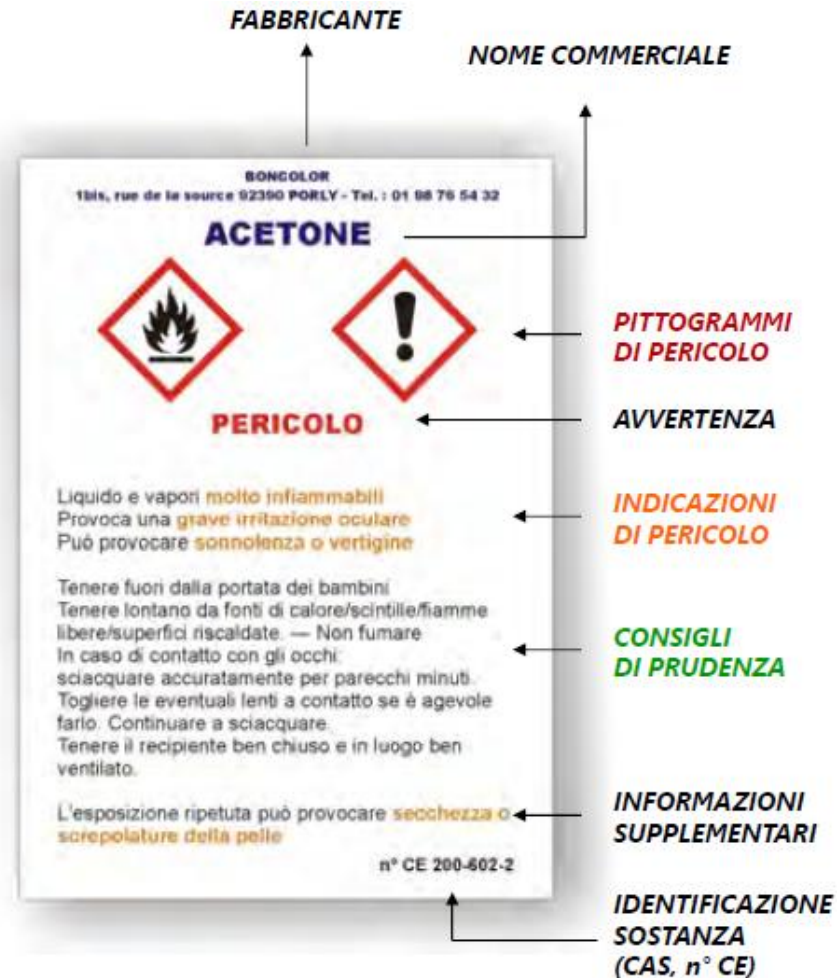 FABBRICANTE
NOME COMMERCIALE
BONCOLOR
1bis, rue de la source 92390 PORLY - Tel. : 01 98 76 54 32
ACETONE
PITTOGRAMMI
DI PERICOLO
PERICOLO
AVVERTENZA
Liquido e vapori molto infiammabili
Provoca una grave irritazione oculare
Può provocare sonnolenza o vertigine
INDICAZIONI
DI PERICOLO
Tenere fuori dalla portata dei bambini
Tenere lontano da fonti di calore/scintille/fiamme
libere/superfici riscaldate. — Non fumare
In caso di contatto con gli occhi:
sciacquare accuratamente per parecchi minuti.
Togliere le eventuali lenti a contatto se è agevole
farlo. Continuare a sciacquare.
Tenere il recipiente ben chiuso e in luogo ben
ventilato.
CONSIGLI
DI PRUDENZA
L'esposizione ripetuta può provocare secchezza o
screpolature della pelle
INFORMAZIONI
SUPPLEMENTARI
n° CE 200-602-2
IDENTIFICAZIONE
SOSTANZA
(CAS, n° CE)